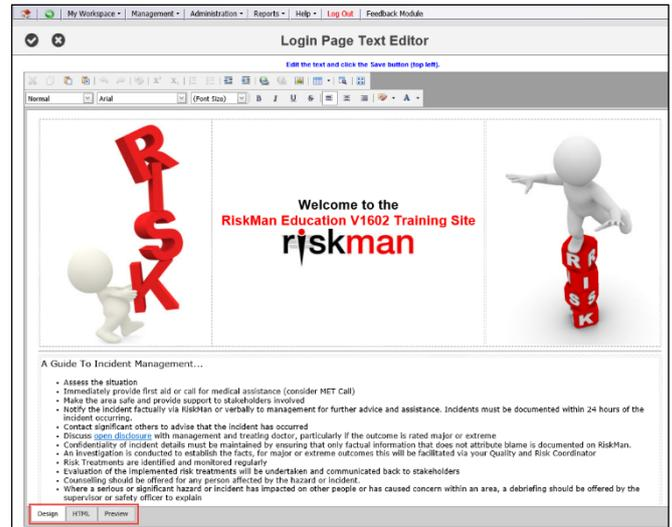 My Workspace Management Administration Reports Help Log Out Feedback Module
Login Page Text Editor
Edit the text and click the Save button (top left).
Normal Arial (Font Size) B I U S A
RISK
Welcome to the
RiskMan Education V1602 Training Site
riskman
R R
I I
S S
K
A Guide To Incident Management...
• Assess the situation
• Immediately provide first aid or call for medical assistance (consider MET Call)
• Make the area safe and provide support to stakeholders involved
• Notify the incident factually via RiskMan or verbally to management for further advice and assistance. Incidents must be documented within 24 hours of the
incident occurring.
• Contact significant others to advise that the incident has occurred
• Discuss open disclosure with management and treating doctor, particularly if the outcome is rated major or extreme
• Confidentiality of incident details must be maintained by ensuring that only factual information that does not attribute blame is documented on RiskMan.
• An investigation is conducted to establish the facts, for major or extreme outcomes this will be facilitated via your Quality and Risk Coordinator
• Risk Treatments are identified and monitored regularly
• Evaluation of the implemented risk treatments will be undertaken and communicated back to stakeholders
• Counselling should be offered for any person affected by the hazard or incident.
• Where a serious or significant hazard or incident has impacted on other people or has caused concern within an area, a debriefing should be offered by the
supervisor or safety officer to explain
Design HTML Preview